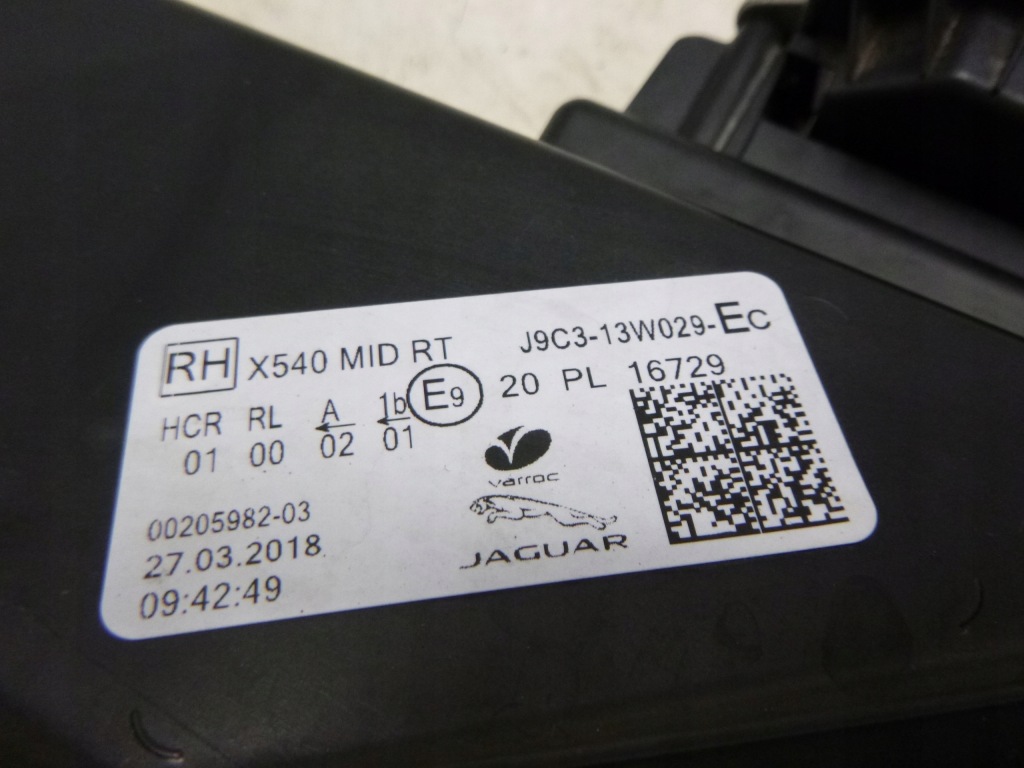 RH X540 MID RT J9C3-13W029-EC
HCR RL A 1b E9 20 PL 16729
01 00 02 01
varroc
JAGUAR
00205982-03
27.03.2018
09:42:49